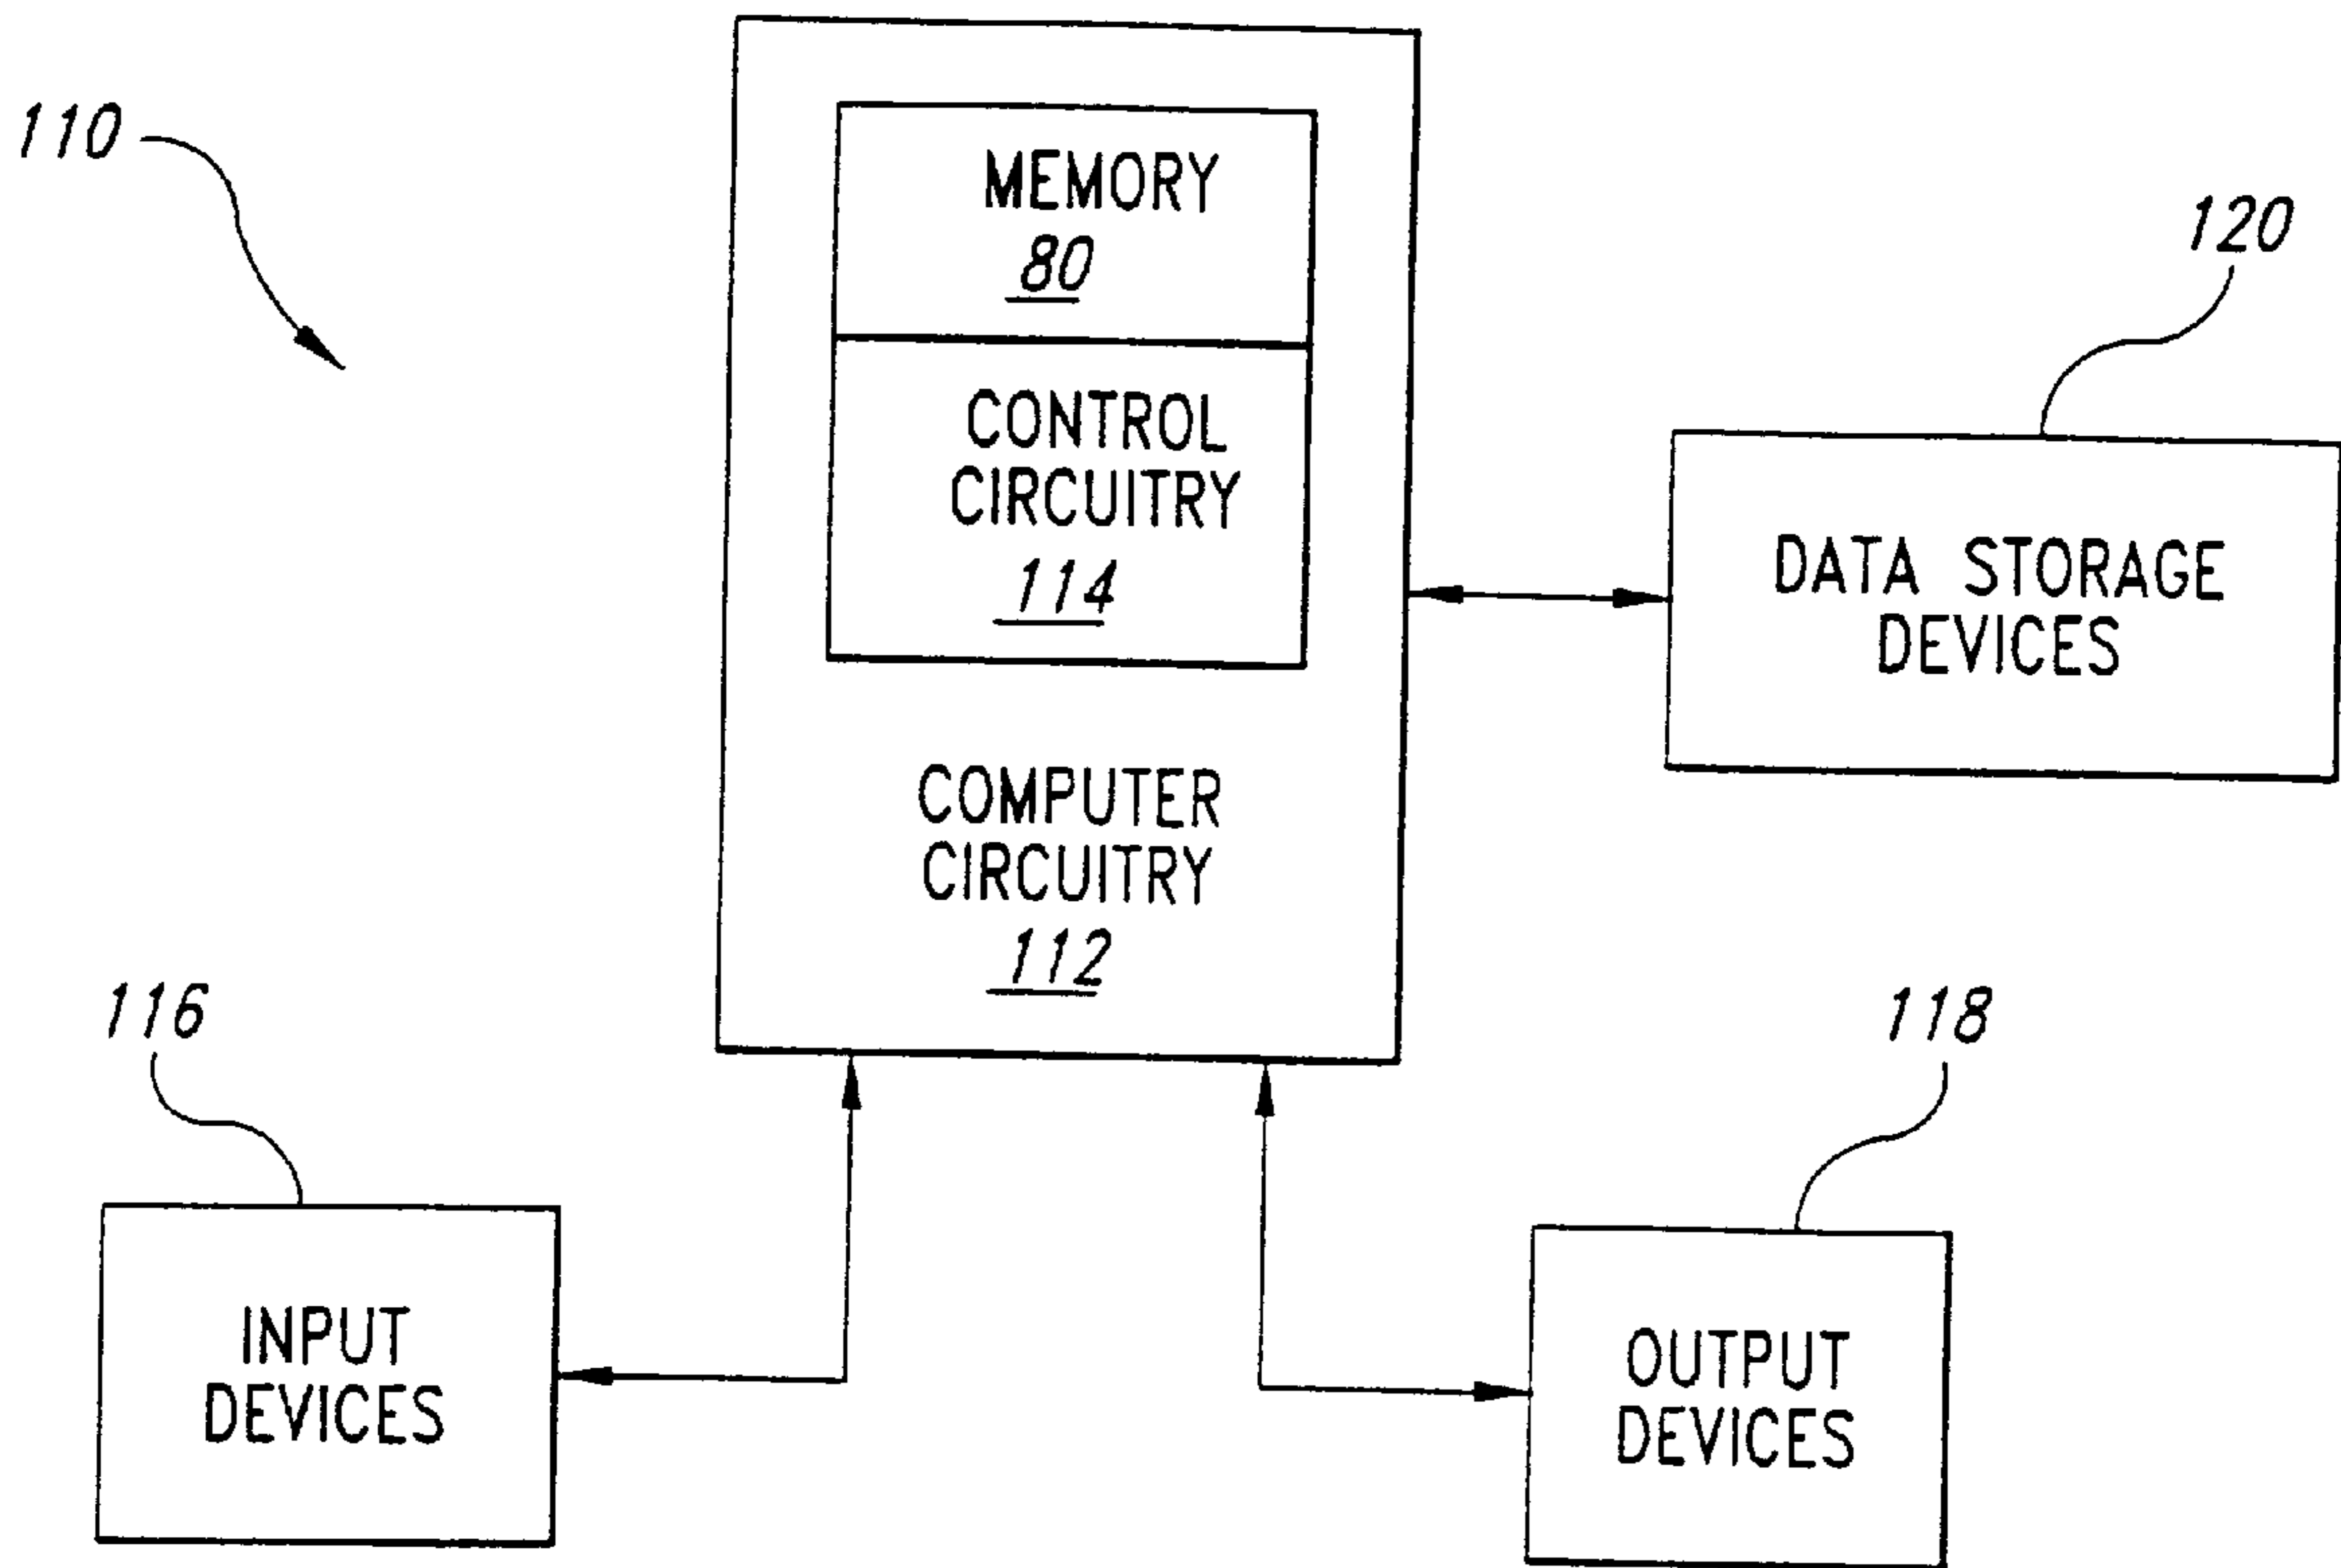 110
MEMORY
80
CONTROL
CIRCUITRY
114
120
DATA STORAGE
DEVICES
COMPUTER
CIRCUITRY
112
116
118
INPUT
DEVICES
OUTPUT
DEVICES